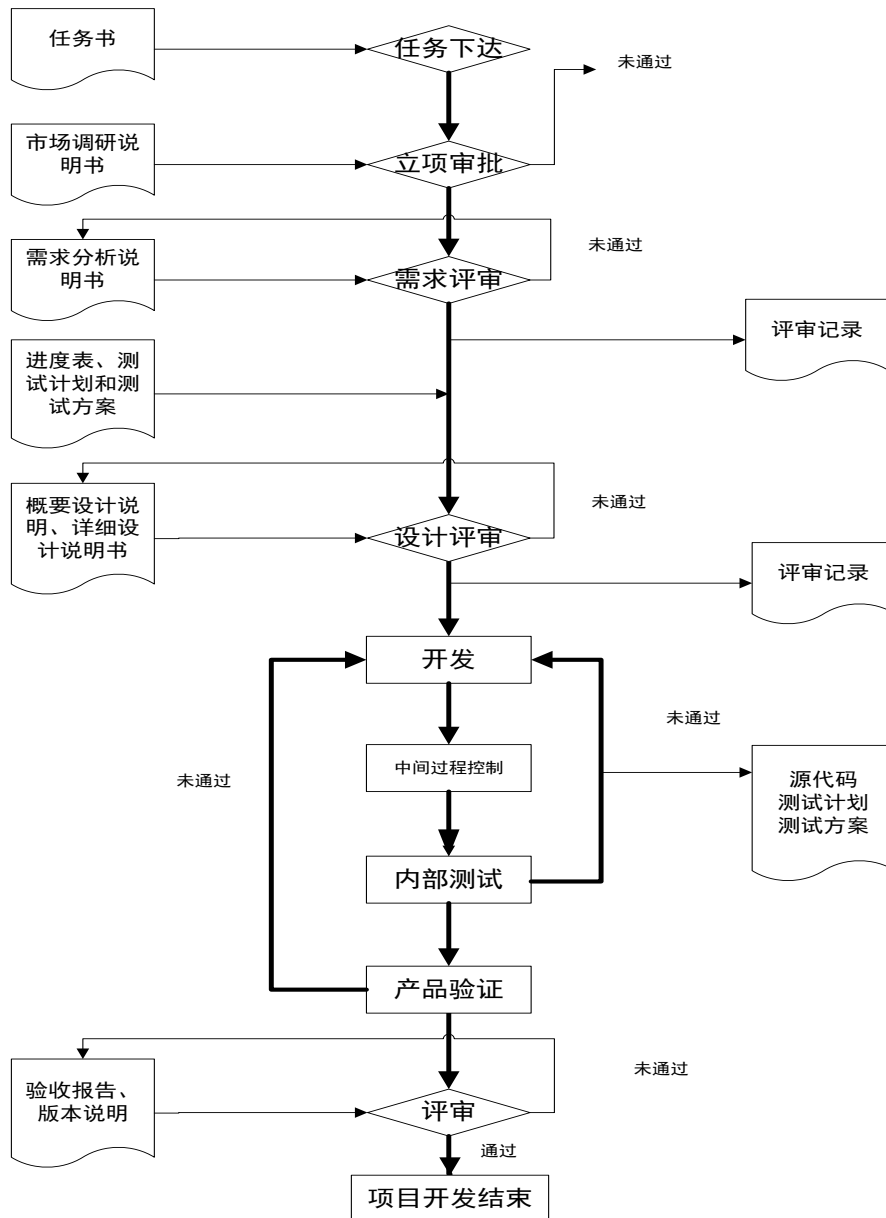 任务书
任务下达
未通过
市场调研说
明书
立项审批
未通过
需求分析说
明书
需求评审
评审记录
进度表、测
试计划和测
试方案
未通过
概要设计说
明、详细设
计说明书
设计评审
评审记录
开发
未通过
未通过
中间过程控制
源代码
测试计划
测试方案
内部测试
产品验证
未通过
验收报告、
版本说明
评审
通过
项目开发结束